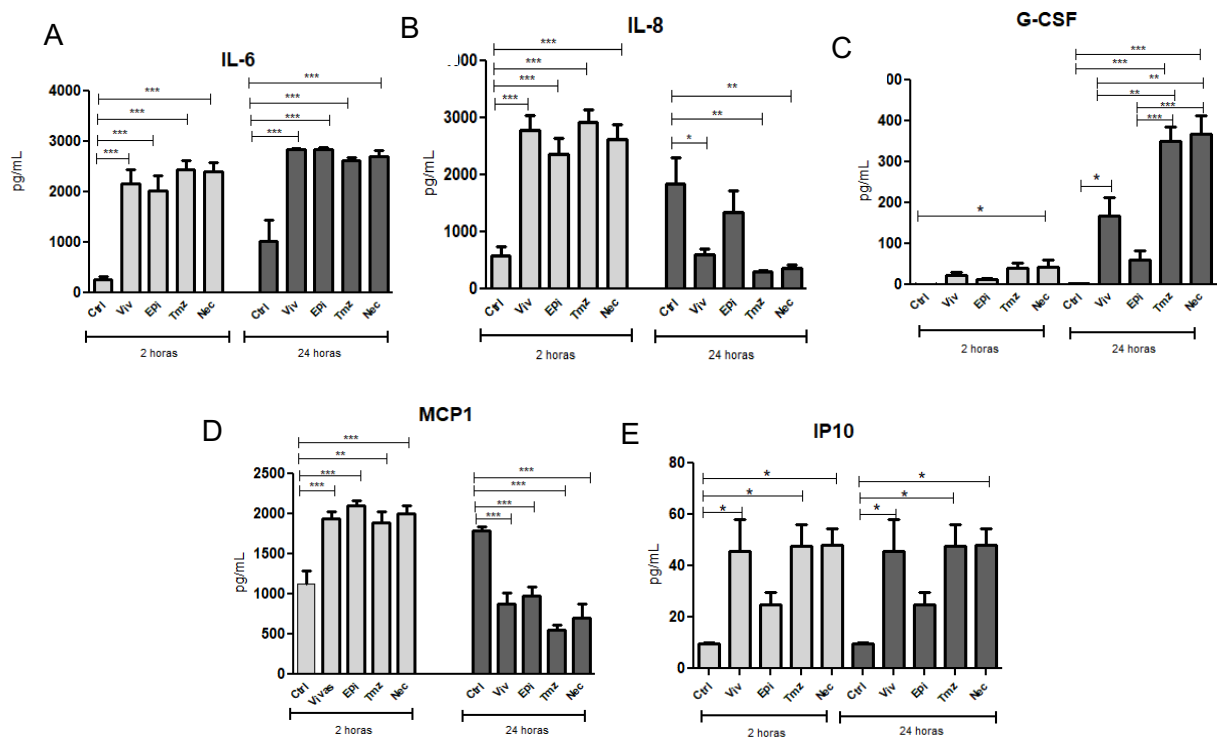 A
IL-6
pg/mL
4000
3000
2000
1000
0
***
***
***
***
***
***
***
***
Ctrl Viv Epi Tmz Nec Ctrl Viv Epi Tmz Nec
2 horas 24 horas
B
IL-8
pg/mL
3000
2000
1000
0
***
***
***
***
**
**
*
Ctrl Viv Epi Tmz Nec Ctrl Viv Epi Tmz Nec
2 horas 24 horas
C
G-CSF
pg/mL
400
300
200
100
0
*
***
***
**
**
***
***
*
Ctrl Viv Epi Tmz Nec Ctrl Viv Epi Tmz Nec
2 horas 24 horas
D
MCP1
pg/mL
2500
2000
1500
1000
500
0
***
**
***
***
***
***
***
***
Ctrl Vivas Epi Tmz Nec Ctrl Viv Epi Tmz Nec
2 horas 24 horas
E
IP10
pg/mL
80
60
40
20
0
*
*
*
*
*
*
Ctrl Viv Epi Tmz Nec Ctrl Viv Epi Tmz Nec
2 horas 24 horas